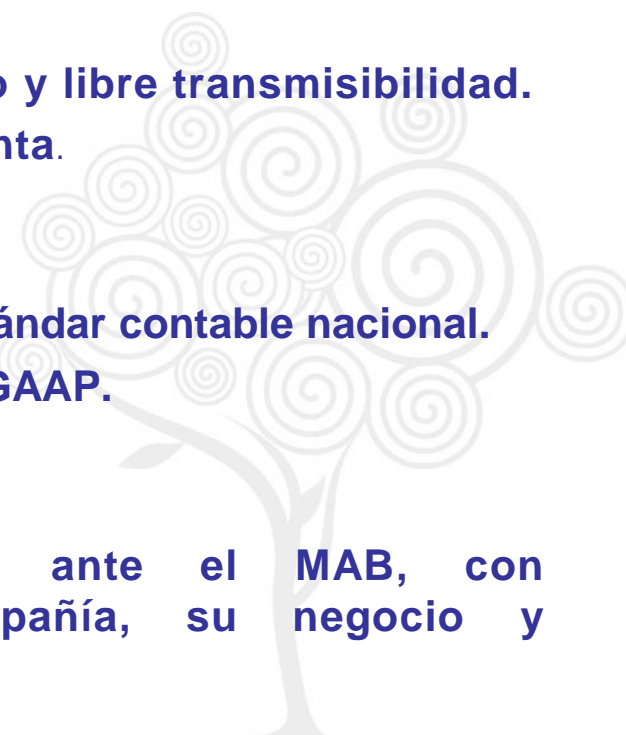 o y libre transmisibilidad.
nta.
ándar contable nacional.
GAAP.
ante el MAB, con
pañía, su negocio y